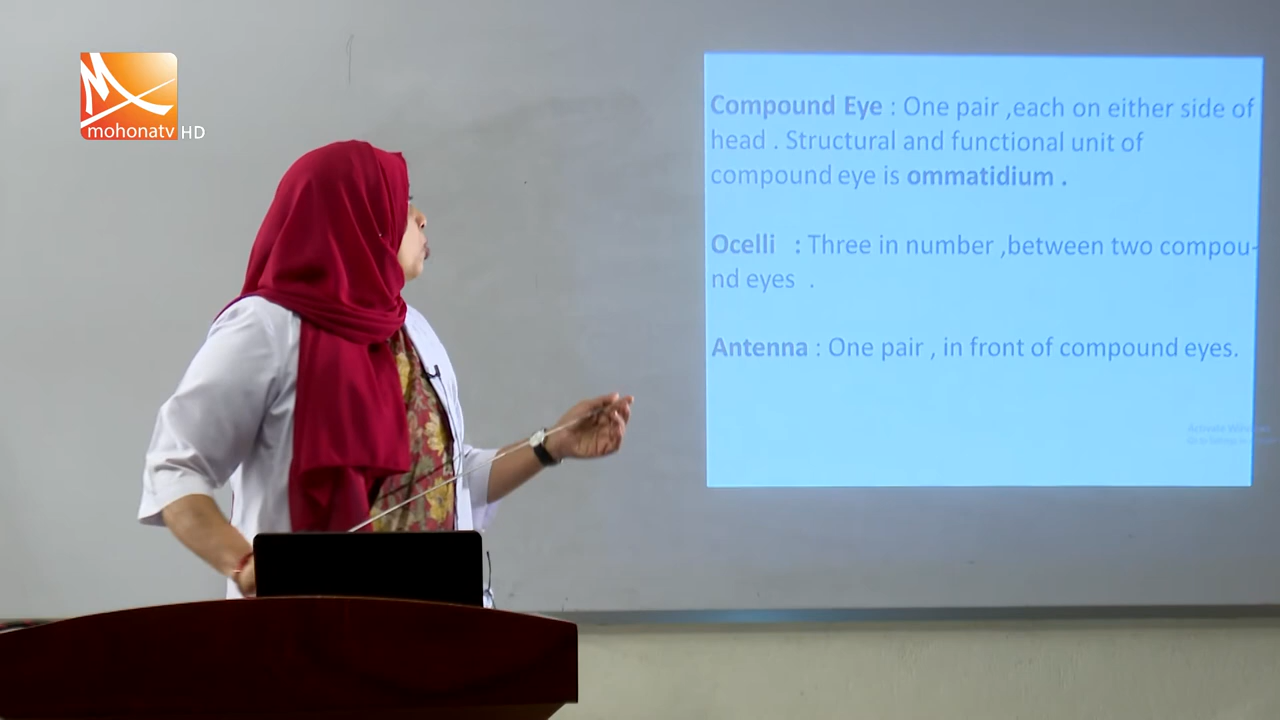 mohonatv HD
Compound Eye : One pair ,each on either side of
head . Structural and functional unit of
compound eye is ommatidium .
Ocelli : Three in number ,between two compou-
nd eyes .
Antenna : One pair , in front of compound eyes.
Activate Windows